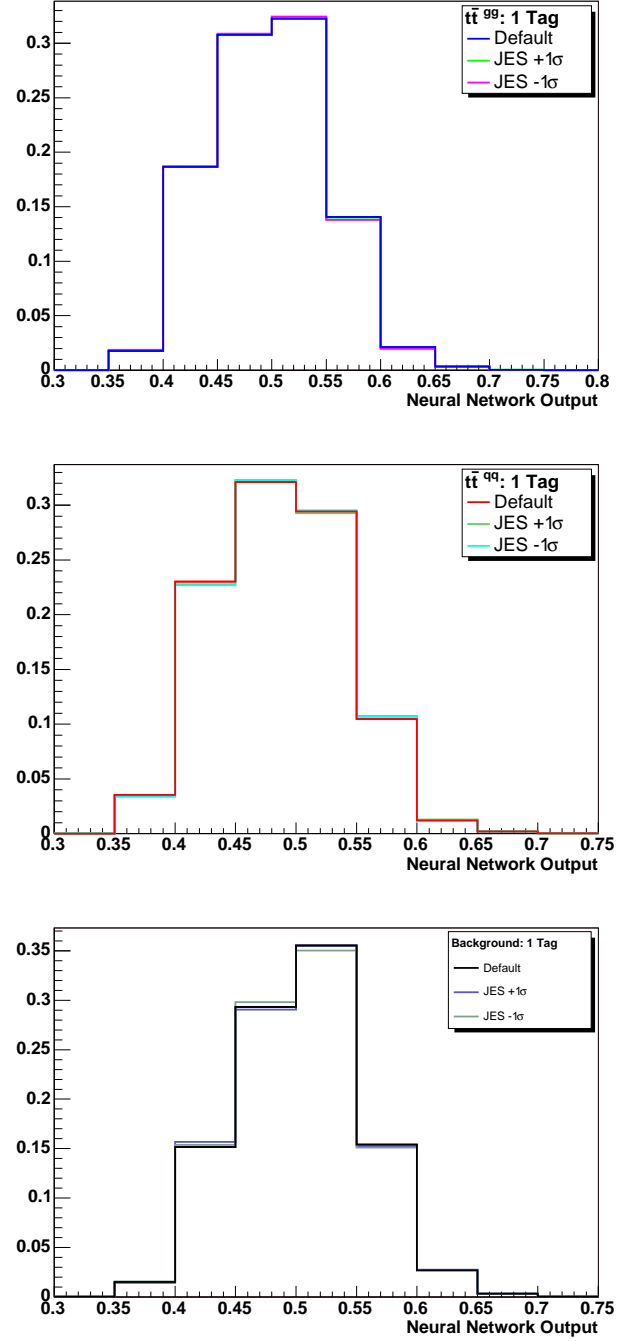 tt̄ gg: 1 Tag
Default
JES +1σ
JES -1σ
0.3
0.25
0.2
0.15
0.1
0.05
0
0.3 0.35 0.4 0.45 0.5 0.55 0.6 0.65 0.7 0.75 0.8
Neural Network Output
tt̄ qq: 1 Tag
Default
JES +1σ
JES -1σ
0.3
0.25
0.2
0.15
0.1
0.05
0
0.3 0.35 0.4 0.45 0.5 0.55 0.6 0.65 0.7 0.75
Neural Network Output
Background: 1 Tag
Default
JES +1σ
JES -1σ
0.35
0.3
0.25
0.2
0.15
0.1
0.05
0
0.3 0.35 0.4 0.45 0.5 0.55 0.6 0.65 0.7 0.75
Neural Network Output